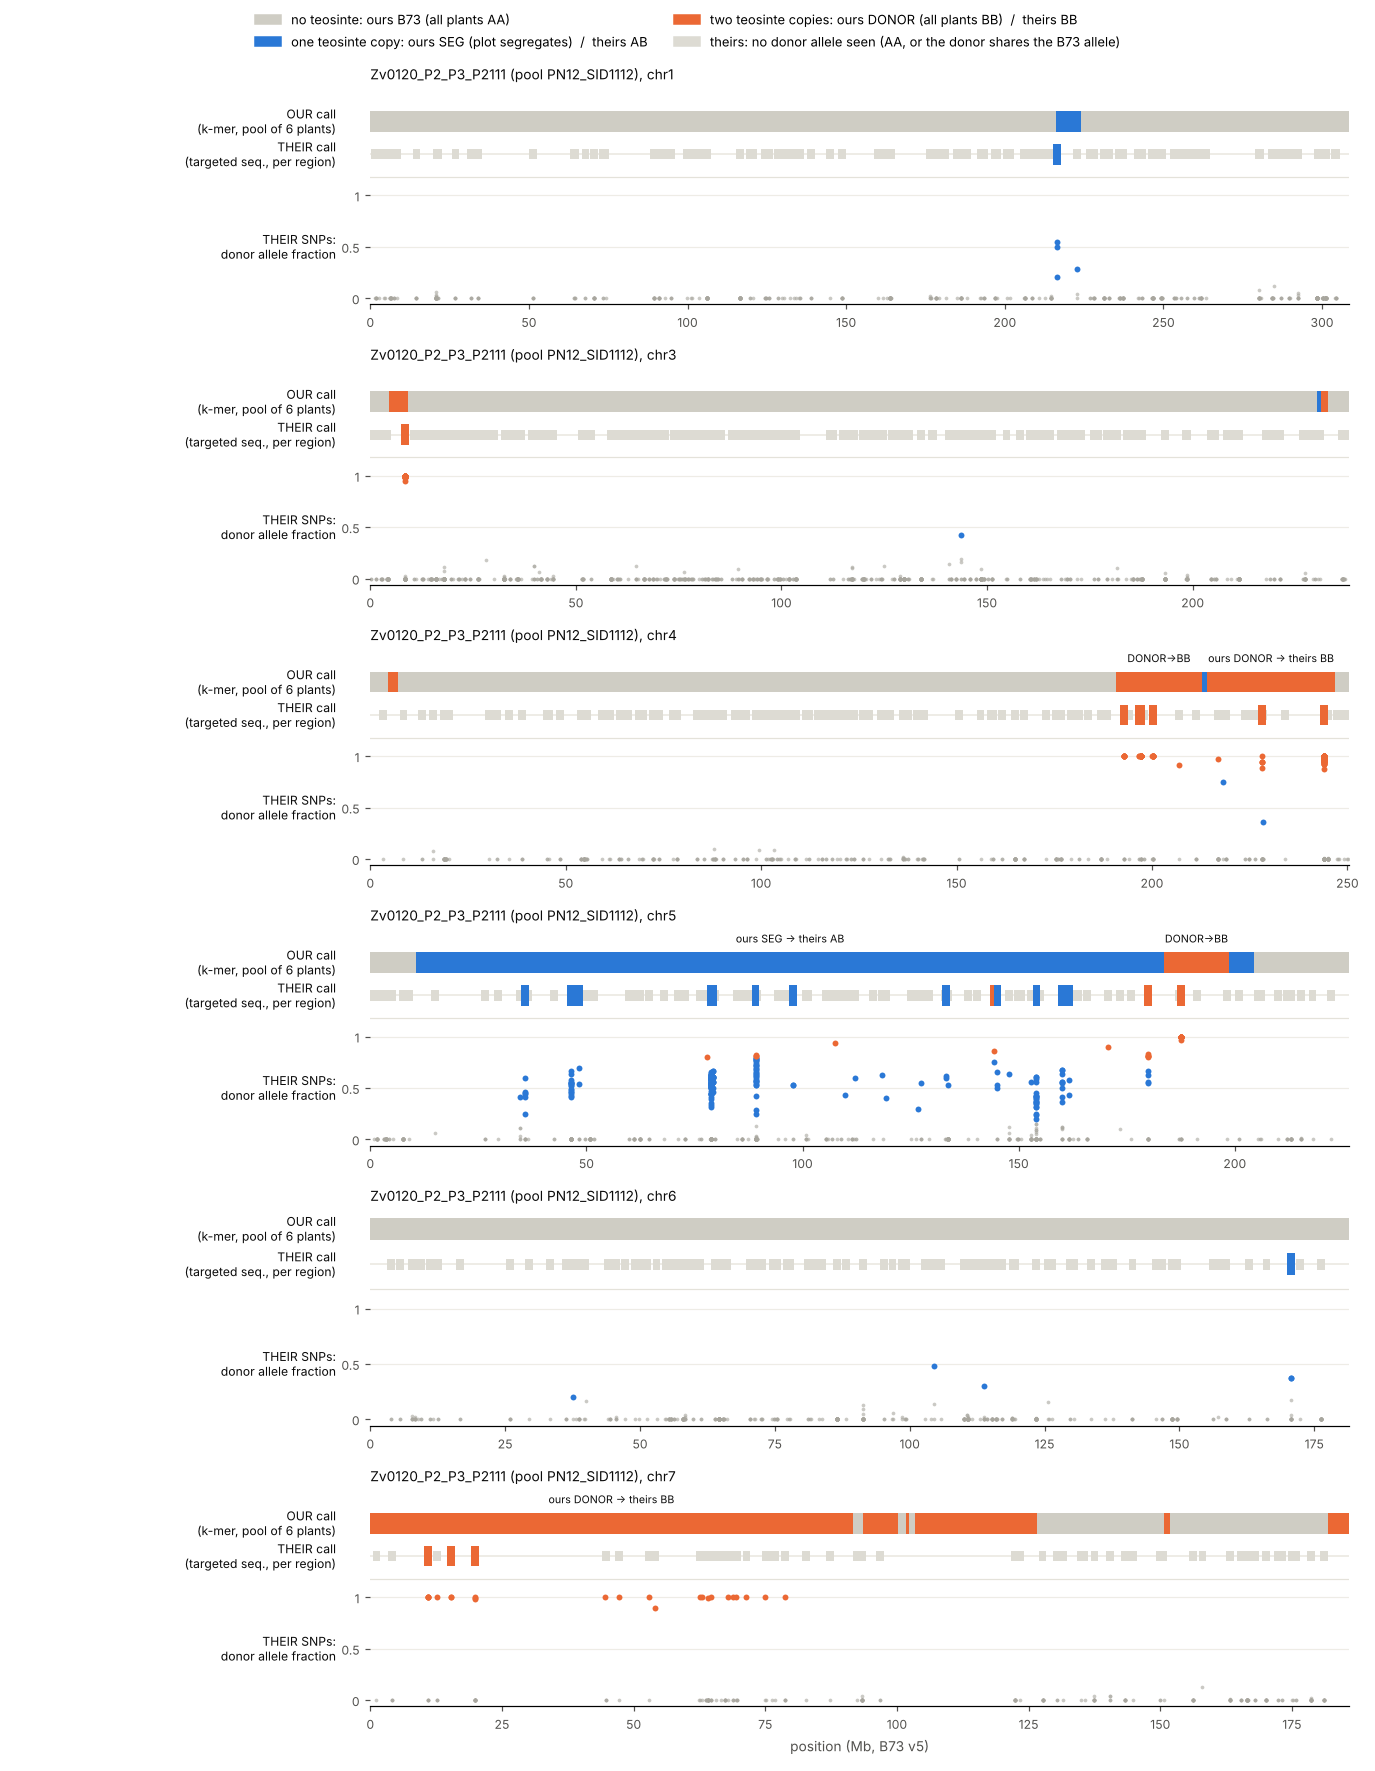 no teosinte: ours B73 (all plants AA)
two teosinte copies: ours DONOR (all plants BB)  /  theirs BB
one teosinte copy: ours SEG (plot segregates)  /  theirs AB
theirs: no donor allele seen (AA, or the donor shares the B73 allele)
Zv0120_P2_P3_P2111 (pool PN12_SID1112), chr1
OUR call
(k-mer, pool of 6 plants)
THEIR call
(targeted seq., per region)
1
THEIR SNPs:
donor allele fraction
0.5
0
0 50 100 150 200 250 300
Zv0120_P2_P3_P2111 (pool PN12_SID1112), chr3
OUR call
(k-mer, pool of 6 plants)
THEIR call
(targeted seq., per region)
1
THEIR SNPs:
donor allele fraction
0.5
0
0 50 100 150 200
Zv0120_P2_P3_P2111 (pool PN12_SID1112), chr4
DONOR→BB ours DONOR → theirs BB
OUR call
(k-mer, pool of 6 plants)
THEIR call
(targeted seq., per region)
1
THEIR SNPs:
donor allele fraction
0.5
0
0 50 100 150 200 250
Zv0120_P2_P3_P2111 (pool PN12_SID1112), chr5
ours SEG → theirs AB DONOR→BB
OUR call
(k-mer, pool of 6 plants)
THEIR call
(targeted seq., per region)
1
THEIR SNPs:
donor allele fraction
0.5
0
0 50 100 150 200
Zv0120_P2_P3_P2111 (pool PN12_SID1112), chr6
OUR call
(k-mer, pool of 6 plants)
THEIR call
(targeted seq., per region)
1
THEIR SNPs:
donor allele fraction
0.5
0
0 25 50 75 100 125 150 175
Zv0120_P2_P3_P2111 (pool PN12_SID1112), chr7
ours DONOR → theirs BB
OUR call
(k-mer, pool of 6 plants)
THEIR call
(targeted seq., per region)
1
THEIR SNPs:
donor allele fraction
0.5
0
0 25 50 75 100 125 150 175
position (Mb, B73 v5)